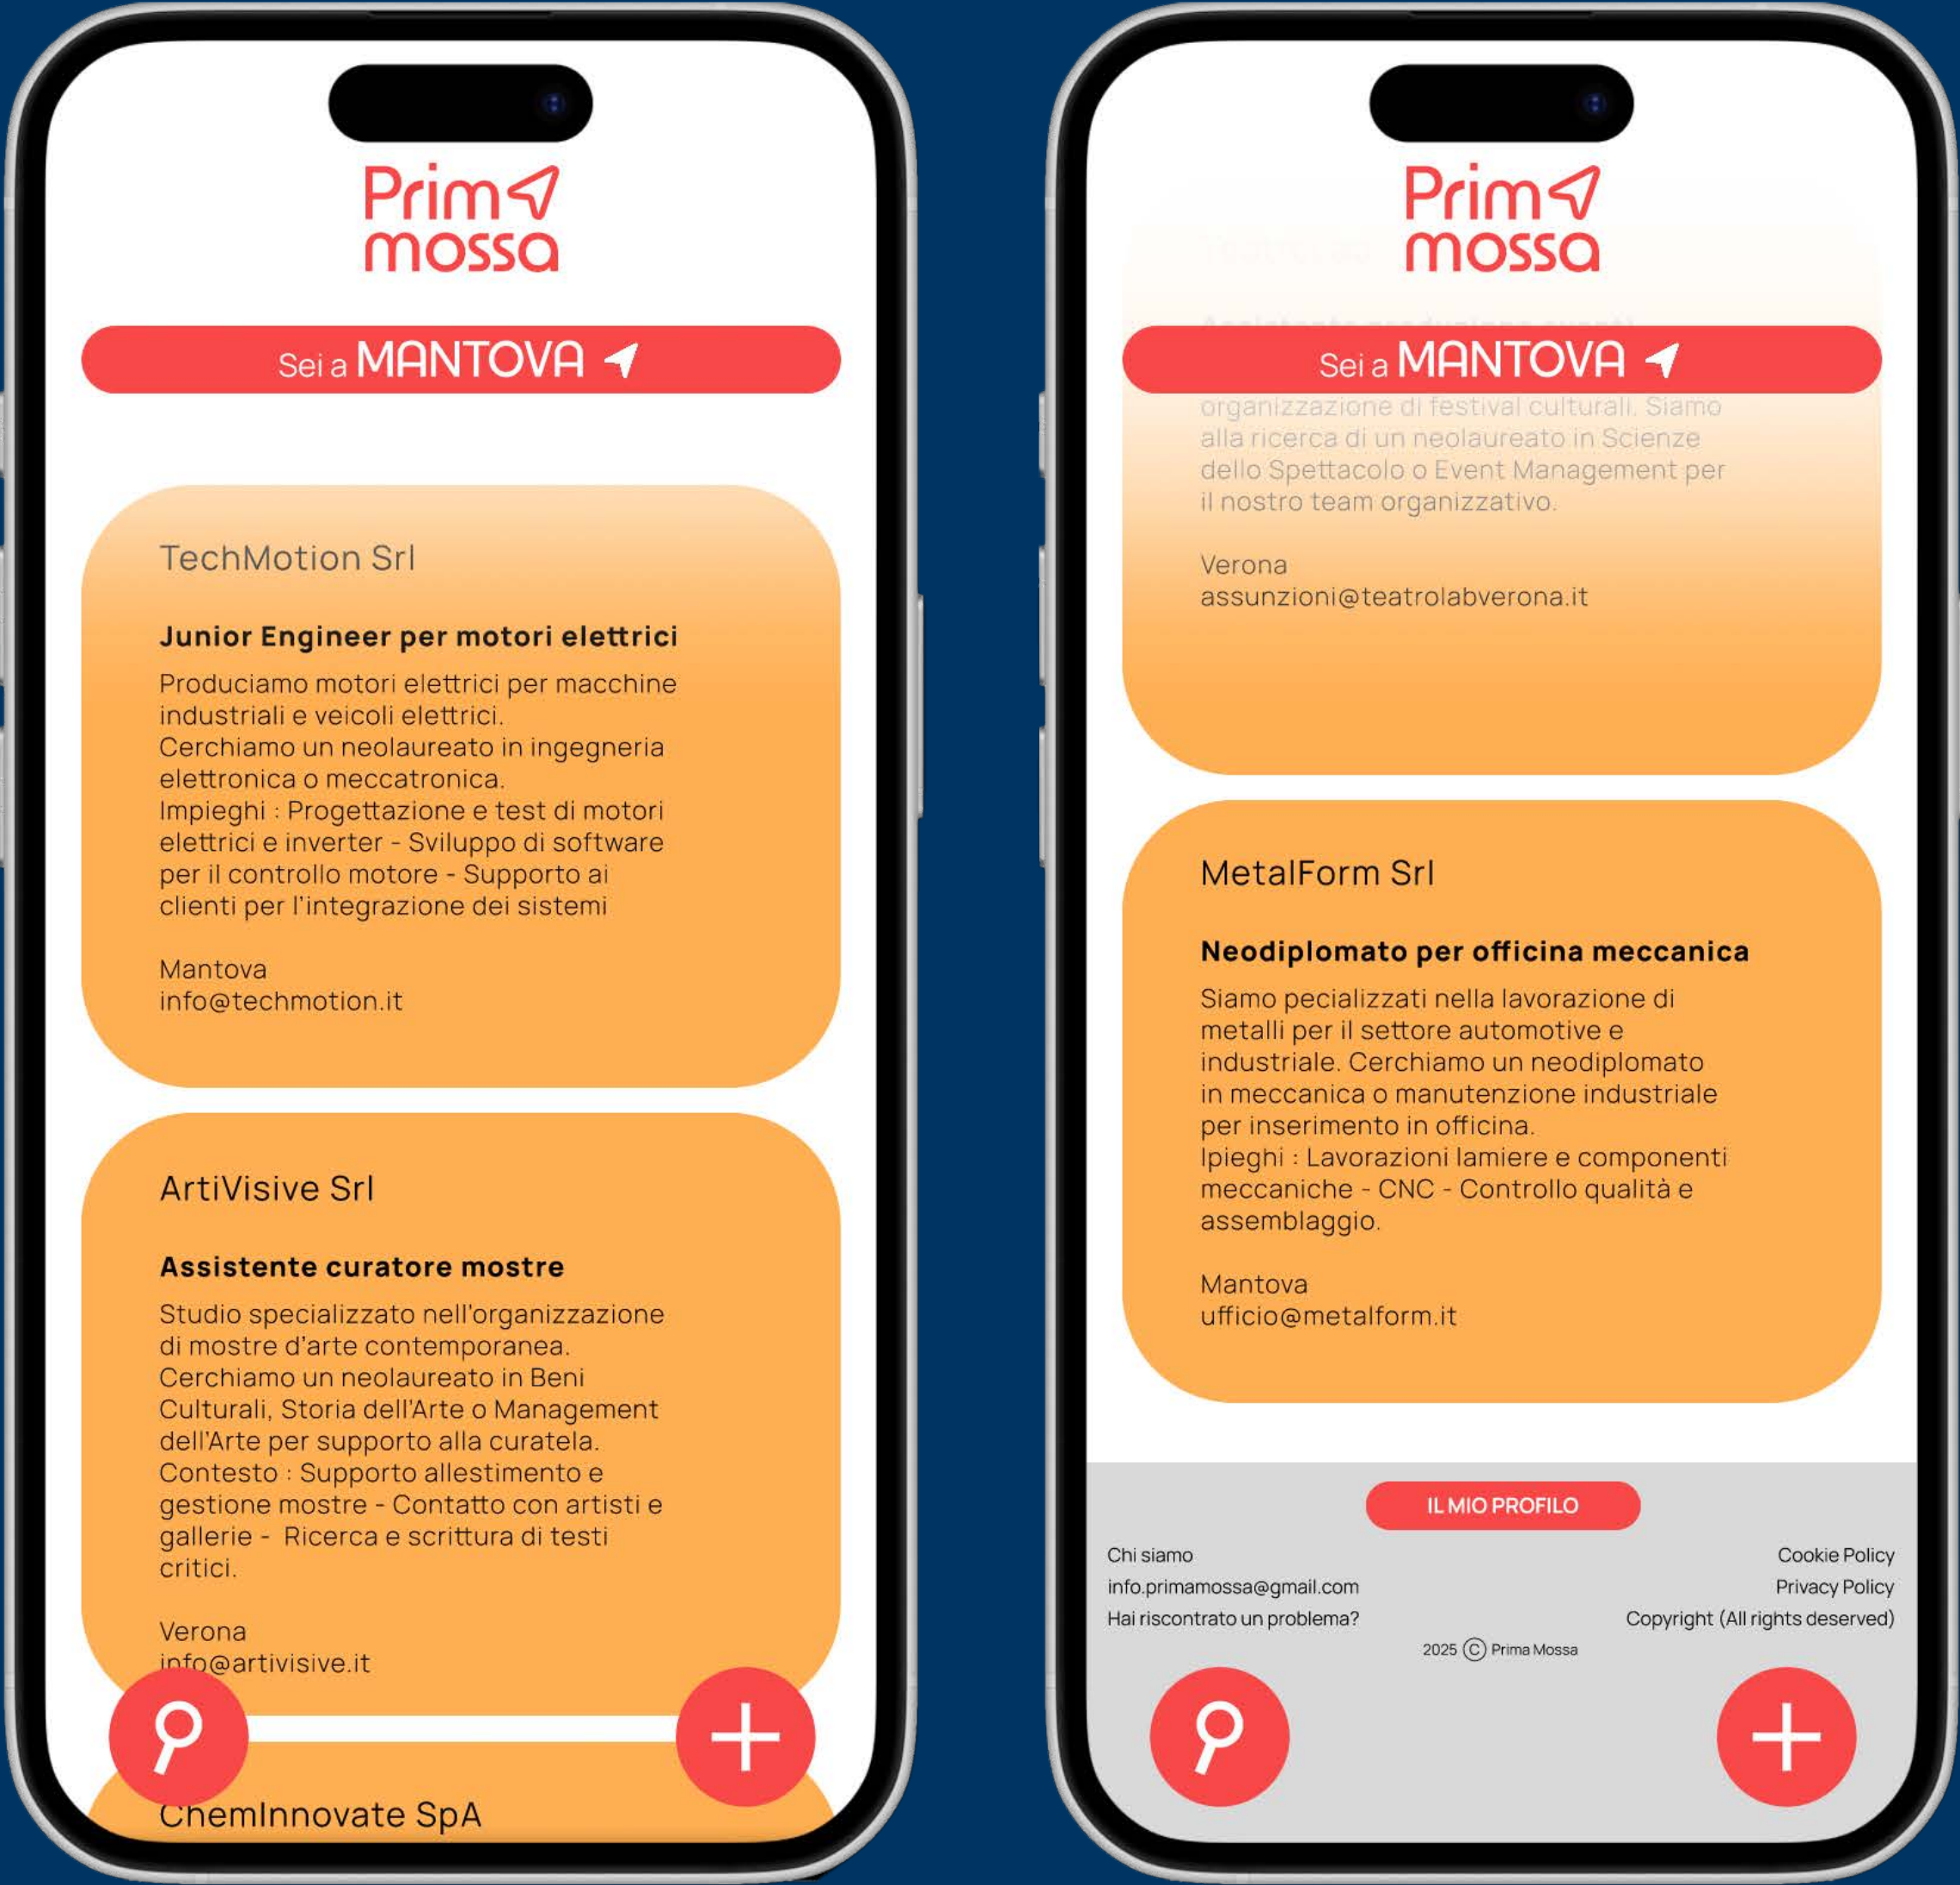 Prima
mossa
Sei a MANTOVA
TechMotion Srl
Junior Engineer per motori elettrici
Produciamo motori elettrici per macchine
industriali e veicoli elettrici.
Cerchiamo un neolaureato in ingegneria
elettronica o meccatronica.
Impieghi : Progettazione e test di motori
elettrici e inverter - Sviluppo di software
per il controllo motore - Supporto ai
clienti per l'integrazione dei sistemi
Mantova
info@techmotion.it
ArtiVisive Srl
Assistente curatore mostre
Studio specializzato nell'organizzazione
di mostre d'arte contemporanea.
Cerchiamo un neolaureato in Beni
Culturali, Storia dell'Arte o Management
dell'Arte per supporto alla curatela.
Contesto : Supporto allestimento e
gestione mostre - Contatto con artisti e
gallerie - Ricerca e scrittura di testi
critici.
Verona
info@artivisive.it
ChemInnovate SpA
Prima
mossa
Sei a MANTOVA
organizzazione di festival culturali. Siamo
alla ricerca di un neolaureato in Scienze
dello Spettacolo o Event Management per
il nostro team organizzativo.
Verona
assunzioni@teatrolabverona.it
MetalForm Srl
Neodiplomato per officina meccanica
Siamo pecializzati nella lavorazione di
metalli per il settore automotive e
industriale. Cerchiamo un neodiplomato
in meccanica o manutenzione industriale
per inserimento in officina.
Ipieghi : Lavorazioni lamiere e componenti
meccaniche - CNC - Controllo qualità e
assemblaggio.
Mantova
ufficio@metalform.it
IL MIO PROFILO
Chi siamo
info.primamossa@gmail.com
Hai riscontrato un problema?
Cookie Policy
Privacy Policy
Copyright (All rights deserved)
2025 Ⓒ Prima Mossa